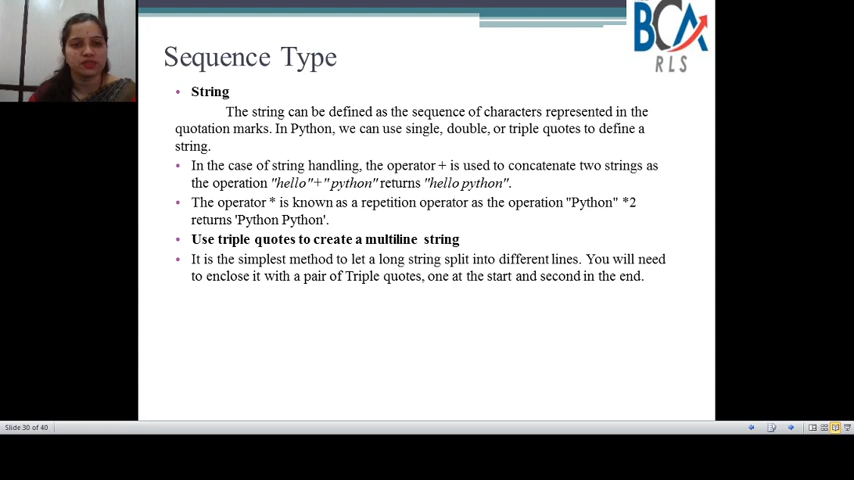 BCA
RLS
Sequence Type
• String
The string can be defined as the sequence of characters represented in the
quotation marks. In Python, we can use single, double, or triple quotes to define a
string.
• In the case of string handling, the operator + is used to concatenate two strings as
the operation "hello"+" python" returns "hello python".
• The operator * is known as a repetition operator as the operation "Python" *2
returns 'Python Python'.
• Use triple quotes to create a multiline string
• It is the simplest method to let a long string split into different lines. You will need
to enclose it with a pair of Triple quotes, one at the start and second in the end.
Slide 30 of 40